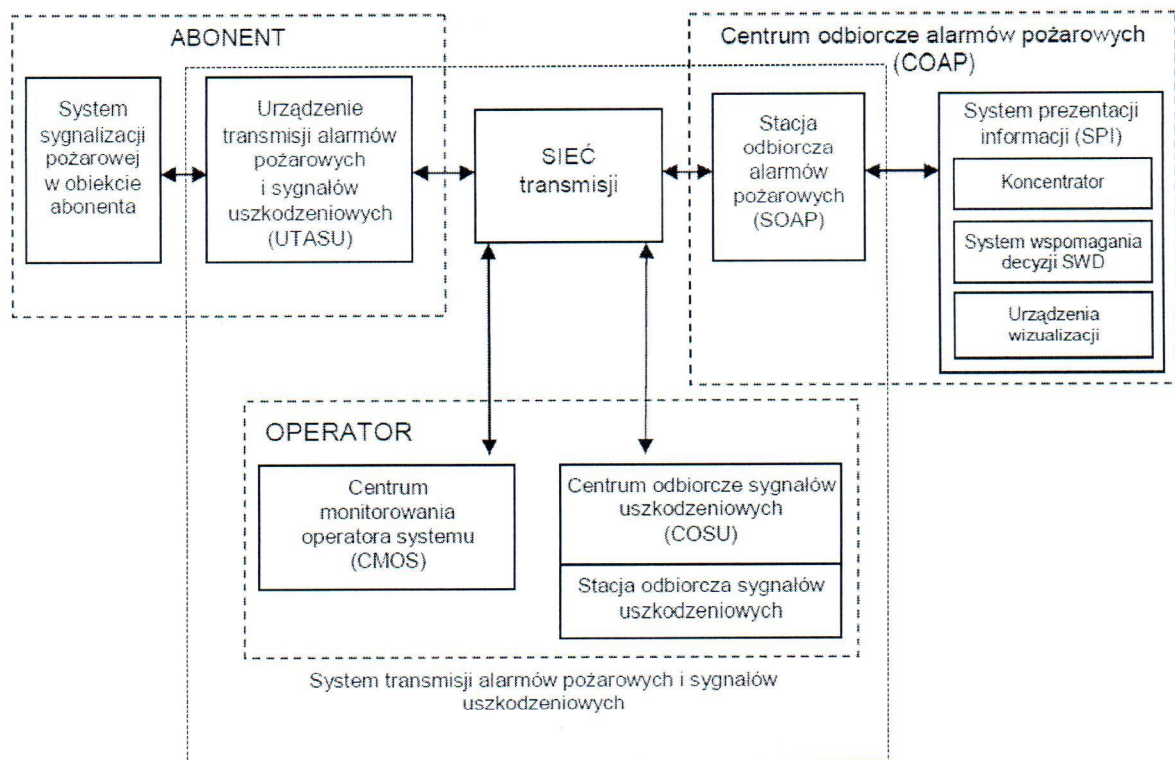 ABONENT
System
sygnalizacji
pożarowej
w obiekcie
abonenta
Urządzenie
transmisji alarmów
pożarowych
i sygnałów
uszkodzeniowych
(UTASU)
SIEĆ
transmisji
Centrum odbiorcze alarmów pożarowych
(COAP)
Stacja
odbiorcza
alarmów
pożarowych
(SOAP)
System prezentacji
informacji (SPI)
Koncentrator
System wspomagania
decyzji SWD
Urządzenia
wizualizacji
OPERATOR
Centrum
monitorowania
operatora systemu
(CMOS)
Centrum odbiorcze sygnałów
uszkodzeniowych
(COSU)
Stacja odbiorcza sygnałów
uszkodzeniowych
System transmisji alarmów pożarowych i sygnałów
uszkodzeniowych